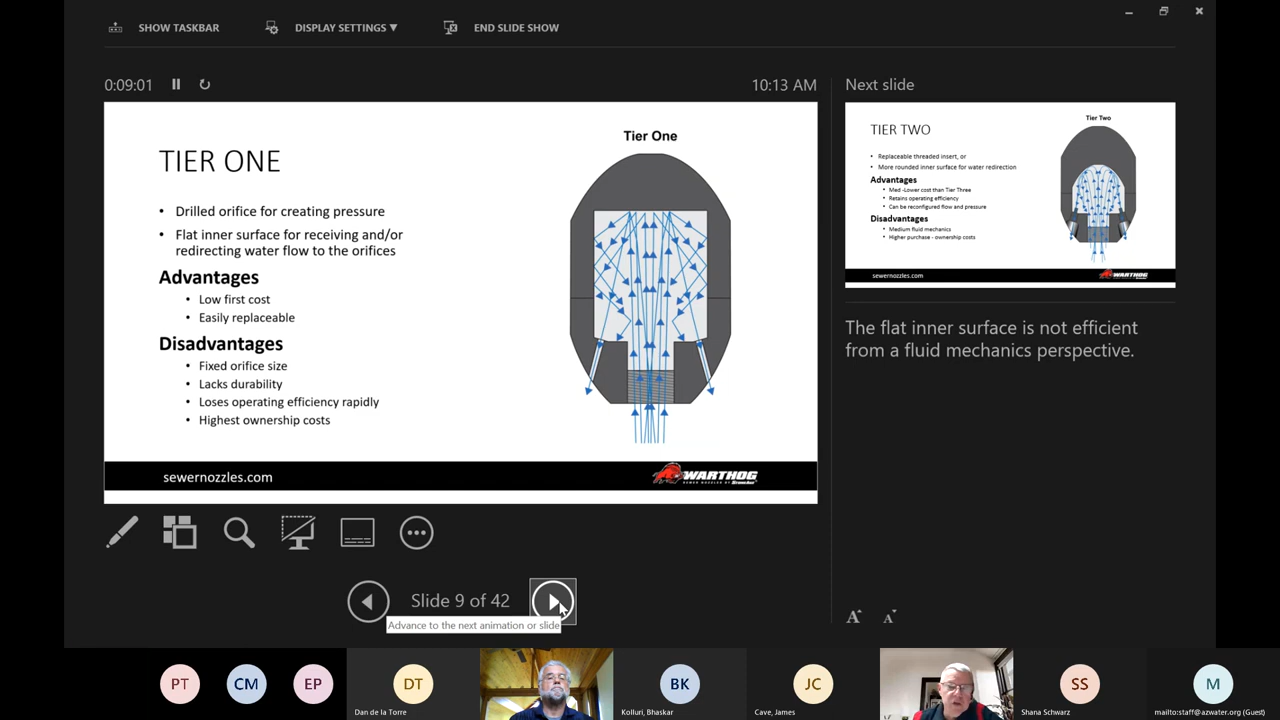 SHOW TASKBAR
DISPLAY SETTINGS ▼
END SLIDE SHOW
0:09:01
10:13 AM
Tier One
TIER ONE
• Drilled orifice for creating pressure
• Flat inner surface for receiving and/or
redirecting water flow to the orifices
Advantages
• Low first cost
• Easily replaceable
Disadvantages
• Fixed orifice size
• Lacks durability
• Loses operating efficiency rapidly
• Highest ownership costs
sewernozzles.com
WARTHOG
Next slide
Tier Two
TIER TWO
• Replaceable threaded insert, or
• More rounded inner surface for water redirection
Advantages
• Med -Lower cost than Tier Three
• Retains operating efficiency
• Can be reconfigured flow and pressure
Disadvantages
• Medium fluid mechanics
• Higher purchase - ownership costs
sewernozzles.com
WARTHOG
The flat inner surface is not efficient
from a fluid mechanics perspective.
Slide 9 of 42
Advance to the next animation or slide
A A
PT
CM
EP
DT
Dan de la Torre
BK
Kolluri, Bhaskar
JC
Cave, James
SS
Shana Schwarz
M
mailto:staff@azwater.org (Guest)